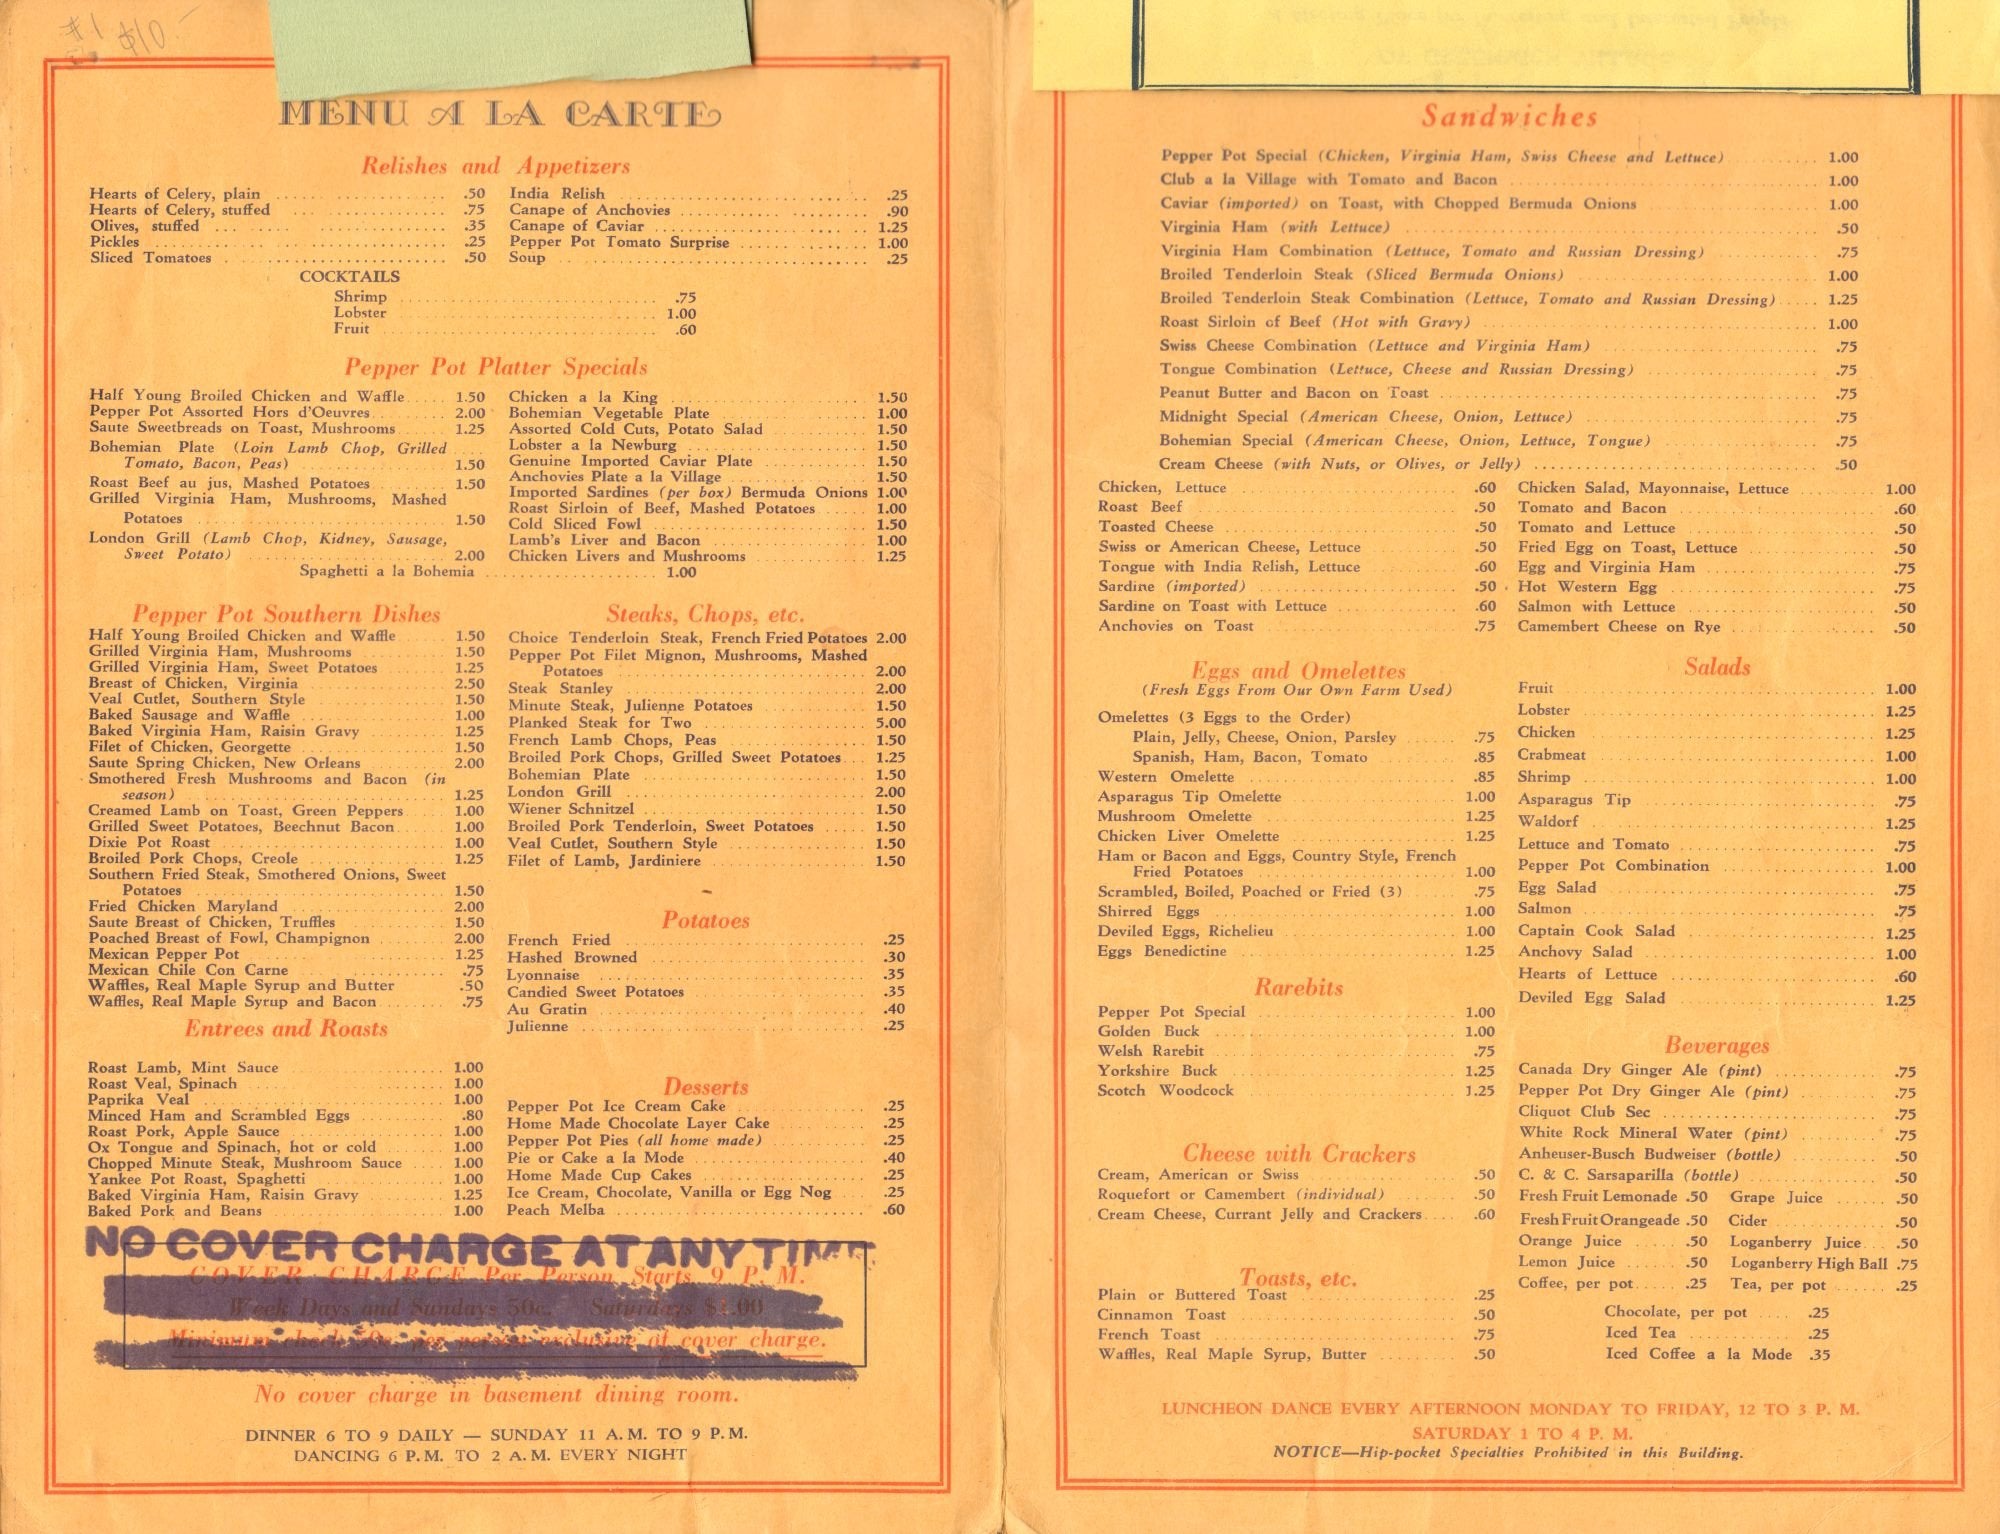 #1 $10
MENU A LA CARTE
Relishes and Appetizers
Hearts of Celery, plain .50
Hearts of Celery, stuffed .75
Olives, stuffed .35
Pickles .25
Sliced Tomatoes .50
India Relish .25
Canape of Anchovies .90
Canape of Caviar 1.25
Pepper Pot Tomato Surprise 1.00
Soup .25
COCKTAILS
Shrimp .75
Lobster 1.00
Fruit .60
Pepper Pot Platter Specials
Half Young Broiled Chicken and Waffle 1.50
Pepper Pot Assorted Hors d'Oeuvres 2.00
Saute Sweetbreads on Toast, Mushrooms 1.25
Bohemian Plate (Loin Lamb Chop, Grilled
Tomato, Bacon, Peas) 1.50
Roast Beef au jus, Mashed Potatoes 1.50
Grilled Virginia Ham, Mushrooms, Mashed
Potatoes 1.50
London Grill (Lamb Chop, Kidney, Sausage,
Sweet Potato) 2.00
Chicken a la King 1.50
Bohemian Vegetable Plate 1.00
Assorted Cold Cuts, Potato Salad 1.50
Lobster a la Newburg 1.50
Genuine Imported Caviar Plate 1.50
Anchovies Plate a la Village 1.50
Imported Sardines (per box) Bermuda Onions 1.00
Roast Sirloin of Beef, Mashed Potatoes 1.00
Cold Sliced Fowl 1.50
Lamb's Liver and Bacon 1.00
Chicken Livers and Mushrooms 1.25
Spaghetti a la Bohemia 1.00
Pepper Pot Southern Dishes
Half Young Broiled Chicken and Waffle 1.50
Grilled Virginia Ham, Mushrooms 1.50
Grilled Virginia Ham, Sweet Potatoes 1.25
Breast of Chicken, Virginia 2.50
Veal Cutlet, Southern Style 1.50
Baked Sausage and Waffle 1.00
Baked Virginia Ham, Raisin Gravy 1.25
Filet of Chicken, Georgette 1.50
Saute Spring Chicken, New Orleans 2.00
Smothered Fresh Mushrooms and Bacon (in
season) 1.25
Creamed Lamb on Toast, Green Peppers 1.00
Grilled Sweet Potatoes, Beechnut Bacon 1.00
Dixie Pot Roast 1.00
Broiled Pork Chops, Creole 1.25
Southern Fried Steak, Smothered Onions, Sweet
Potatoes 1.50
Fried Chicken Maryland 2.00
Saute Breast of Chicken, Truffles 1.50
Poached Breast of Fowl, Champignon 2.00
Mexican Pepper Pot 1.25
Mexican Chile Con Carne .75
Waffles, Real Maple Syrup and Butter .50
Waffles, Real Maple Syrup and Bacon .75
Entrees and Roasts
Roast Lamb, Mint Sauce 1.00
Roast Veal, Spinach 1.00
Paprika Veal 1.00
Minced Ham and Scrambled Eggs .80
Roast Pork, Apple Sauce 1.00
Ox Tongue and Spinach, hot or cold 1.00
Chopped Minute Steak, Mushroom Sauce 1.00
Yankee Pot Roast, Spaghetti 1.00
Baked Virginia Ham, Raisin Gravy 1.25
Baked Pork and Beans 1.00
Steaks, Chops, etc.
Choice Tenderloin Steak, French Fried Potatoes 2.00
Pepper Pot Filet Mignon, Mushrooms, Mashed
Potatoes 2.00
Steak Stanley 2.00
Minute Steak, Julienne Potatoes 1.50
Planked Steak for Two 5.00
French Lamb Chops, Peas 1.50
Broiled Pork Chops, Grilled Sweet Potatoes 1.25
Bohemian Plate 1.50
London Grill 2.00
Wiener Schnitzel 1.50
Broiled Pork Tenderloin, Sweet Potatoes 1.50
Veal Cutlet, Southern Style 1.50
Filet of Lamb, Jardiniere 1.50
Potatoes
French Fried .25
Hashed Browned .30
Lyonnaise .35
Candied Sweet Potatoes .35
Au Gratin .40
Julienne .25
Desserts
Pepper Pot Ice Cream Cake .25
Home Made Chocolate Layer Cake .25
Pepper Pot Pies (all home made) .25
Pie or Cake a la Mode .40
Home Made Cup Cakes .25
Ice Cream, Chocolate, Vanilla or Egg Nog .25
Peach Melba .60
NO COVER CHARGE AT ANY TIME
COVER CHARGE Per Person Starts 9 P. M.
Week Days and Sundays 50c. Saturdays $1.00
Minimum check 50c. per person exclusive of cover charge.
No cover charge in basement dining room.
DINNER 6 TO 9 DAILY — SUNDAY 11 A.M. TO 9 P.M.
DANCING 6 P.M. TO 2 A.M. EVERY NIGHT
Sandwiches
Pepper Pot Special (Chicken, Virginia Ham, Swiss Cheese and Lettuce) 1.00
Club a la Village with Tomato and Bacon 1.00
Caviar (imported) on Toast, with Chopped Bermuda Onions 1.00
Virginia Ham (with Lettuce) .50
Virginia Ham Combination (Lettuce, Tomato and Russian Dressing) .75
Broiled Tenderloin Steak (Sliced Bermuda Onions) 1.00
Broiled Tenderloin Steak Combination (Lettuce, Tomato and Russian Dressing) 1.25
Roast Sirloin of Beef (Hot with Gravy) 1.00
Swiss Cheese Combination (Lettuce and Virginia Ham) .75
Tongue Combination (Lettuce, Cheese and Russian Dressing) .75
Peanut Butter and Bacon on Toast .75
Midnight Special (American Cheese, Onion, Lettuce) .75
Bohemian Special (American Cheese, Onion, Lettuce, Tongue) .75
Cream Cheese (with Nuts, or Olives, or Jelly) .50
Chicken, Lettuce .60
Roast Beef .50
Toasted Cheese .50
Swiss or American Cheese, Lettuce .50
Tongue with India Relish, Lettuce .60
Sardine (imported) .50
Sardine on Toast with Lettuce .60
Anchovies on Toast .75
Chicken Salad, Mayonnaise, Lettuce 1.00
Tomato and Bacon .60
Tomato and Lettuce .50
Fried Egg on Toast, Lettuce .50
Egg and Virginia Ham .75
Hot Western Egg .75
Salmon with Lettuce .50
Camembert Cheese on Rye .50
Eggs and Omelettes
(Fresh Eggs From Our Own Farm Used)
Omelettes (3 Eggs to the Order)
Plain, Jelly, Cheese, Onion, Parsley .75
Spanish, Ham, Bacon, Tomato .85
Western Omelette .85
Asparagus Tip Omelette 1.00
Mushroom Omelette 1.25
Chicken Liver Omelette 1.25
Ham or Bacon and Eggs, Country Style, French
Fried Potatoes 1.00
Scrambled, Boiled, Poached or Fried (3) .75
Shirred Eggs 1.00
Deviled Eggs, Richelieu 1.00
Eggs Benedictine 1.25
Rarebits
Pepper Pot Special 1.00
Golden Buck 1.00
Welsh Rarebit .75
Yorkshire Buck 1.25
Scotch Woodcock 1.25
Cheese with Crackers
Cream, American or Swiss .50
Roquefort or Camembert (individual) .50
Cream Cheese, Currant Jelly and Crackers .60
Toasts, etc.
Plain or Buttered Toast .25
Cinnamon Toast .50
French Toast .75
Waffles, Real Maple Syrup, Butter .50
Salads
Fruit 1.00
Lobster 1.25
Chicken 1.25
Crabmeat 1.00
Shrimp 1.00
Asparagus Tip .75
Waldorf 1.25
Lettuce and Tomato .75
Pepper Pot Combination 1.00
Egg Salad .75
Salmon .75
Captain Cook Salad 1.25
Anchovy Salad 1.00
Hearts of Lettuce .60
Deviled Egg Salad 1.25
Beverages
Canada Dry Ginger Ale (pint) .75
Pepper Pot Dry Ginger Ale (pint) .75
Cliquot Club Sec .75
White Rock Mineral Water (pint) .75
Anheuser-Busch Budweiser (bottle) .50
C. & C. Sarsaparilla (bottle) .50
Fresh Fruit Lemonade .50 Grape Juice .50
Fresh Fruit Orangeade .50 Cider .50
Orange Juice .50 Loganberry Juice .50
Lemon Juice .50 Loganberry High Ball .75
Coffee, per pot .25 Tea, per pot .25
Chocolate, per pot .25
Iced Tea .25
Iced Coffee a la Mode .35
LUNCHEON DANCE EVERY AFTERNOON MONDAY TO FRIDAY, 12 TO 3 P. M.
SATURDAY 1 TO 4 P. M.
NOTICE—Hip-pocket Specialties Prohibited in this Building.